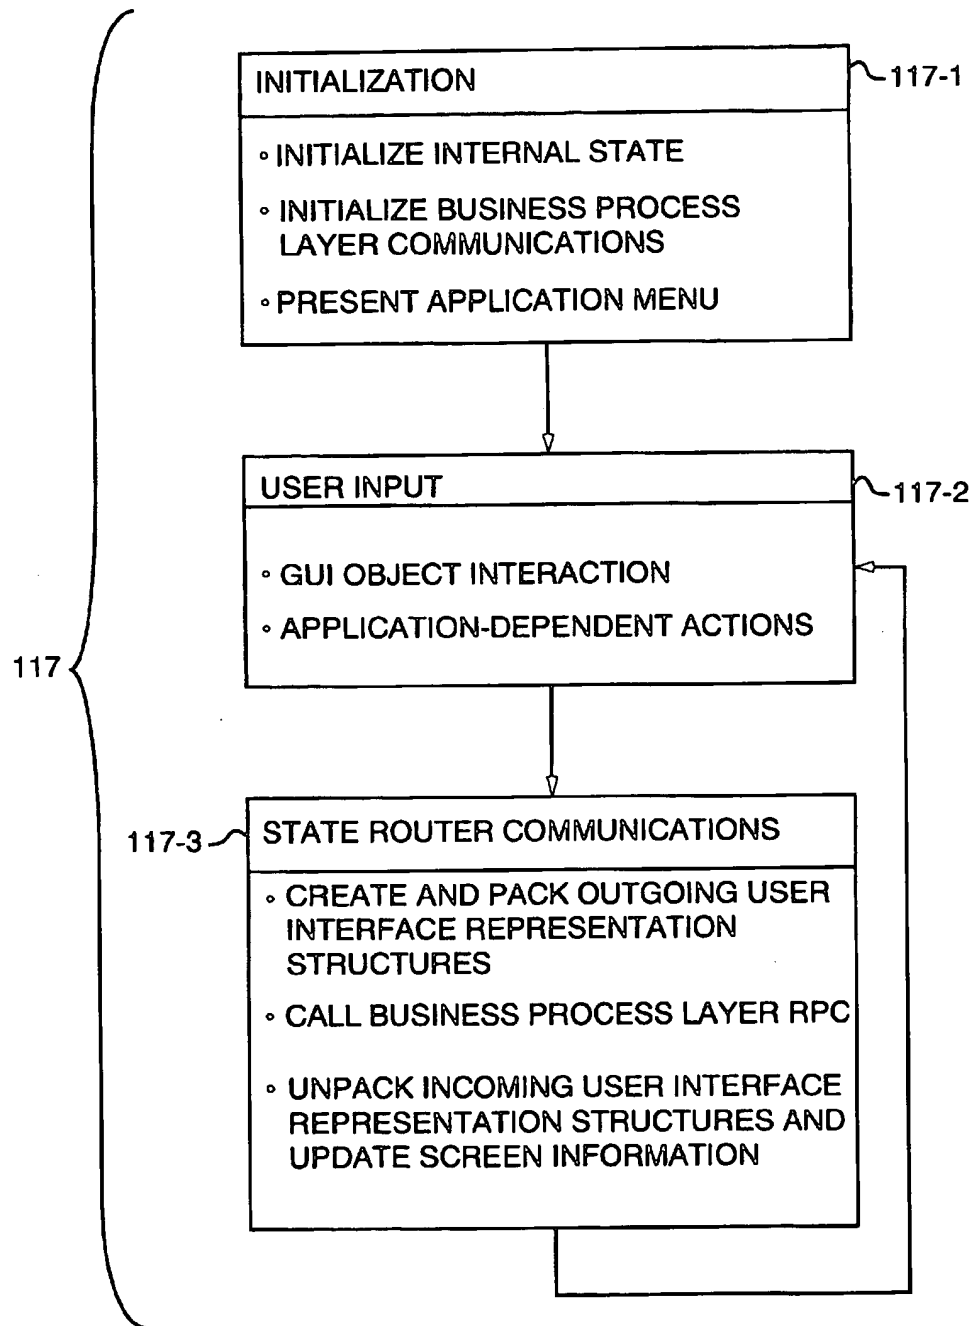 INITIALIZATION
117-1
◦ INITIALIZE INTERNAL STATE
◦ INITIALIZE BUSINESS PROCESS
LAYER COMMUNICATIONS
◦ PRESENT APPLICATION MENU
USER INPUT
117-2
◦ GUI OBJECT INTERACTION
◦ APPLICATION-DEPENDENT ACTIONS
117
117-3
STATE ROUTER COMMUNICATIONS
◦ CREATE AND PACK OUTGOING USER
INTERFACE REPRESENTATION
STRUCTURES
◦ CALL BUSINESS PROCESS LAYER RPC
◦ UNPACK INCOMING USER INTERFACE
REPRESENTATION STRUCTURES AND
UPDATE SCREEN INFORMATION